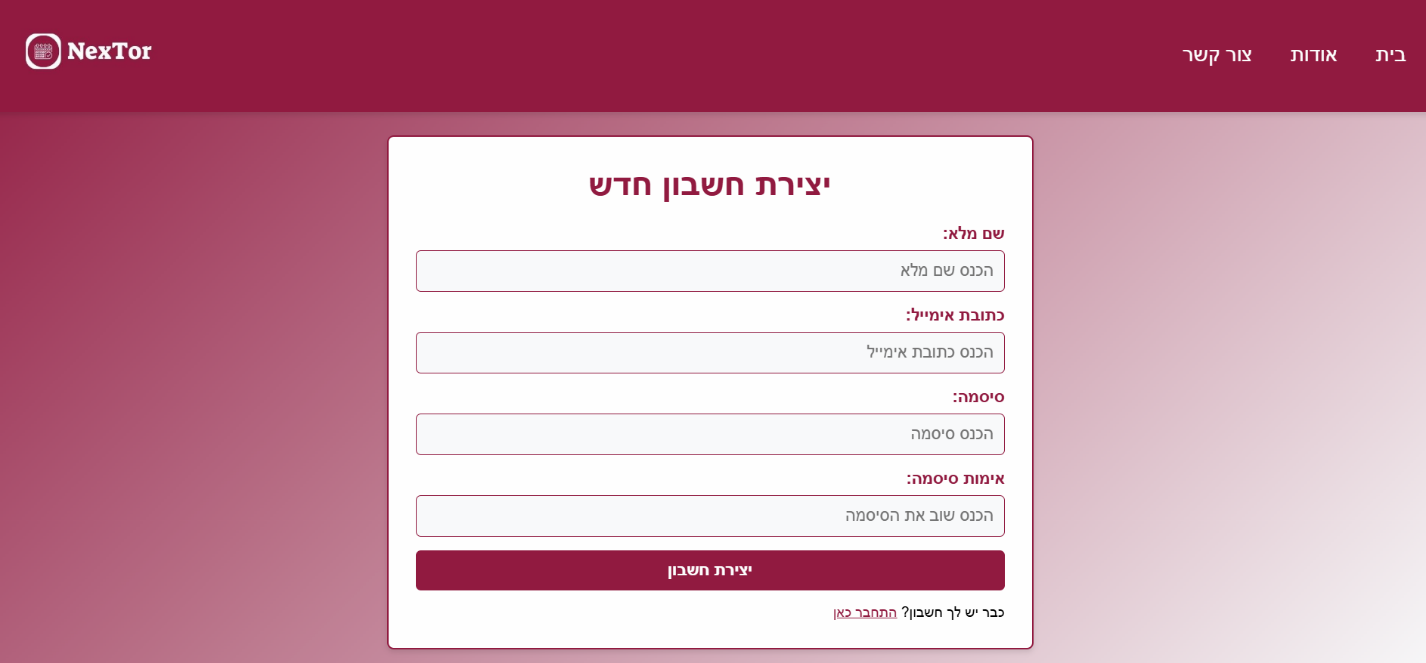 בית
אודות
צור קשר
NexTor
יצירת חשבון חדש
שם מלא:
הכנס שם מלא
כתובת אימייל:
הכנס כתובת אימייל
סיסמה:
הכנס סיסמה
אימות סיסמה:
הכנס שוב את הסיסמה
יצירת חשבון
כבר יש לך חשבון? התחבר כאן